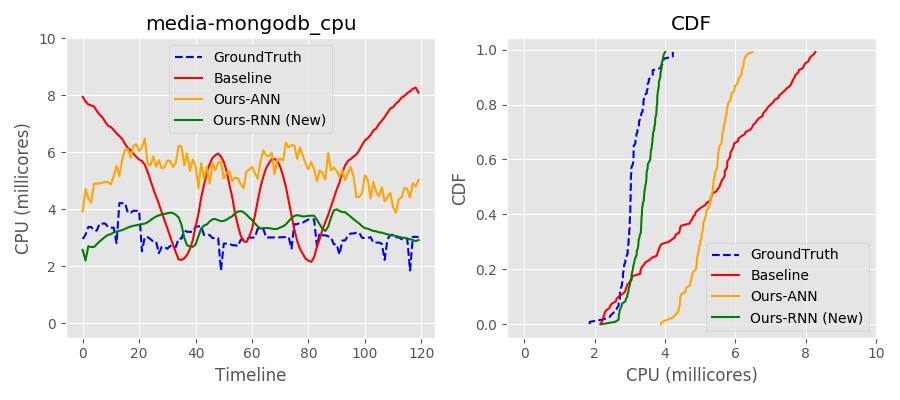 media-mongodb_cpu
CPU (millicores)
10
8
6
4
2
0
GroundTruth
Baseline
Ours-ANN
Ours-RNN (New)
0 20 40 60 80 100 120
Timeline
CDF
CDF
1.0
0.8
0.6
0.4
0.2
0.0
GroundTruth
Baseline
Ours-ANN
Ours-RNN (New)
0 2 4 6 8 10
CPU (millicores)